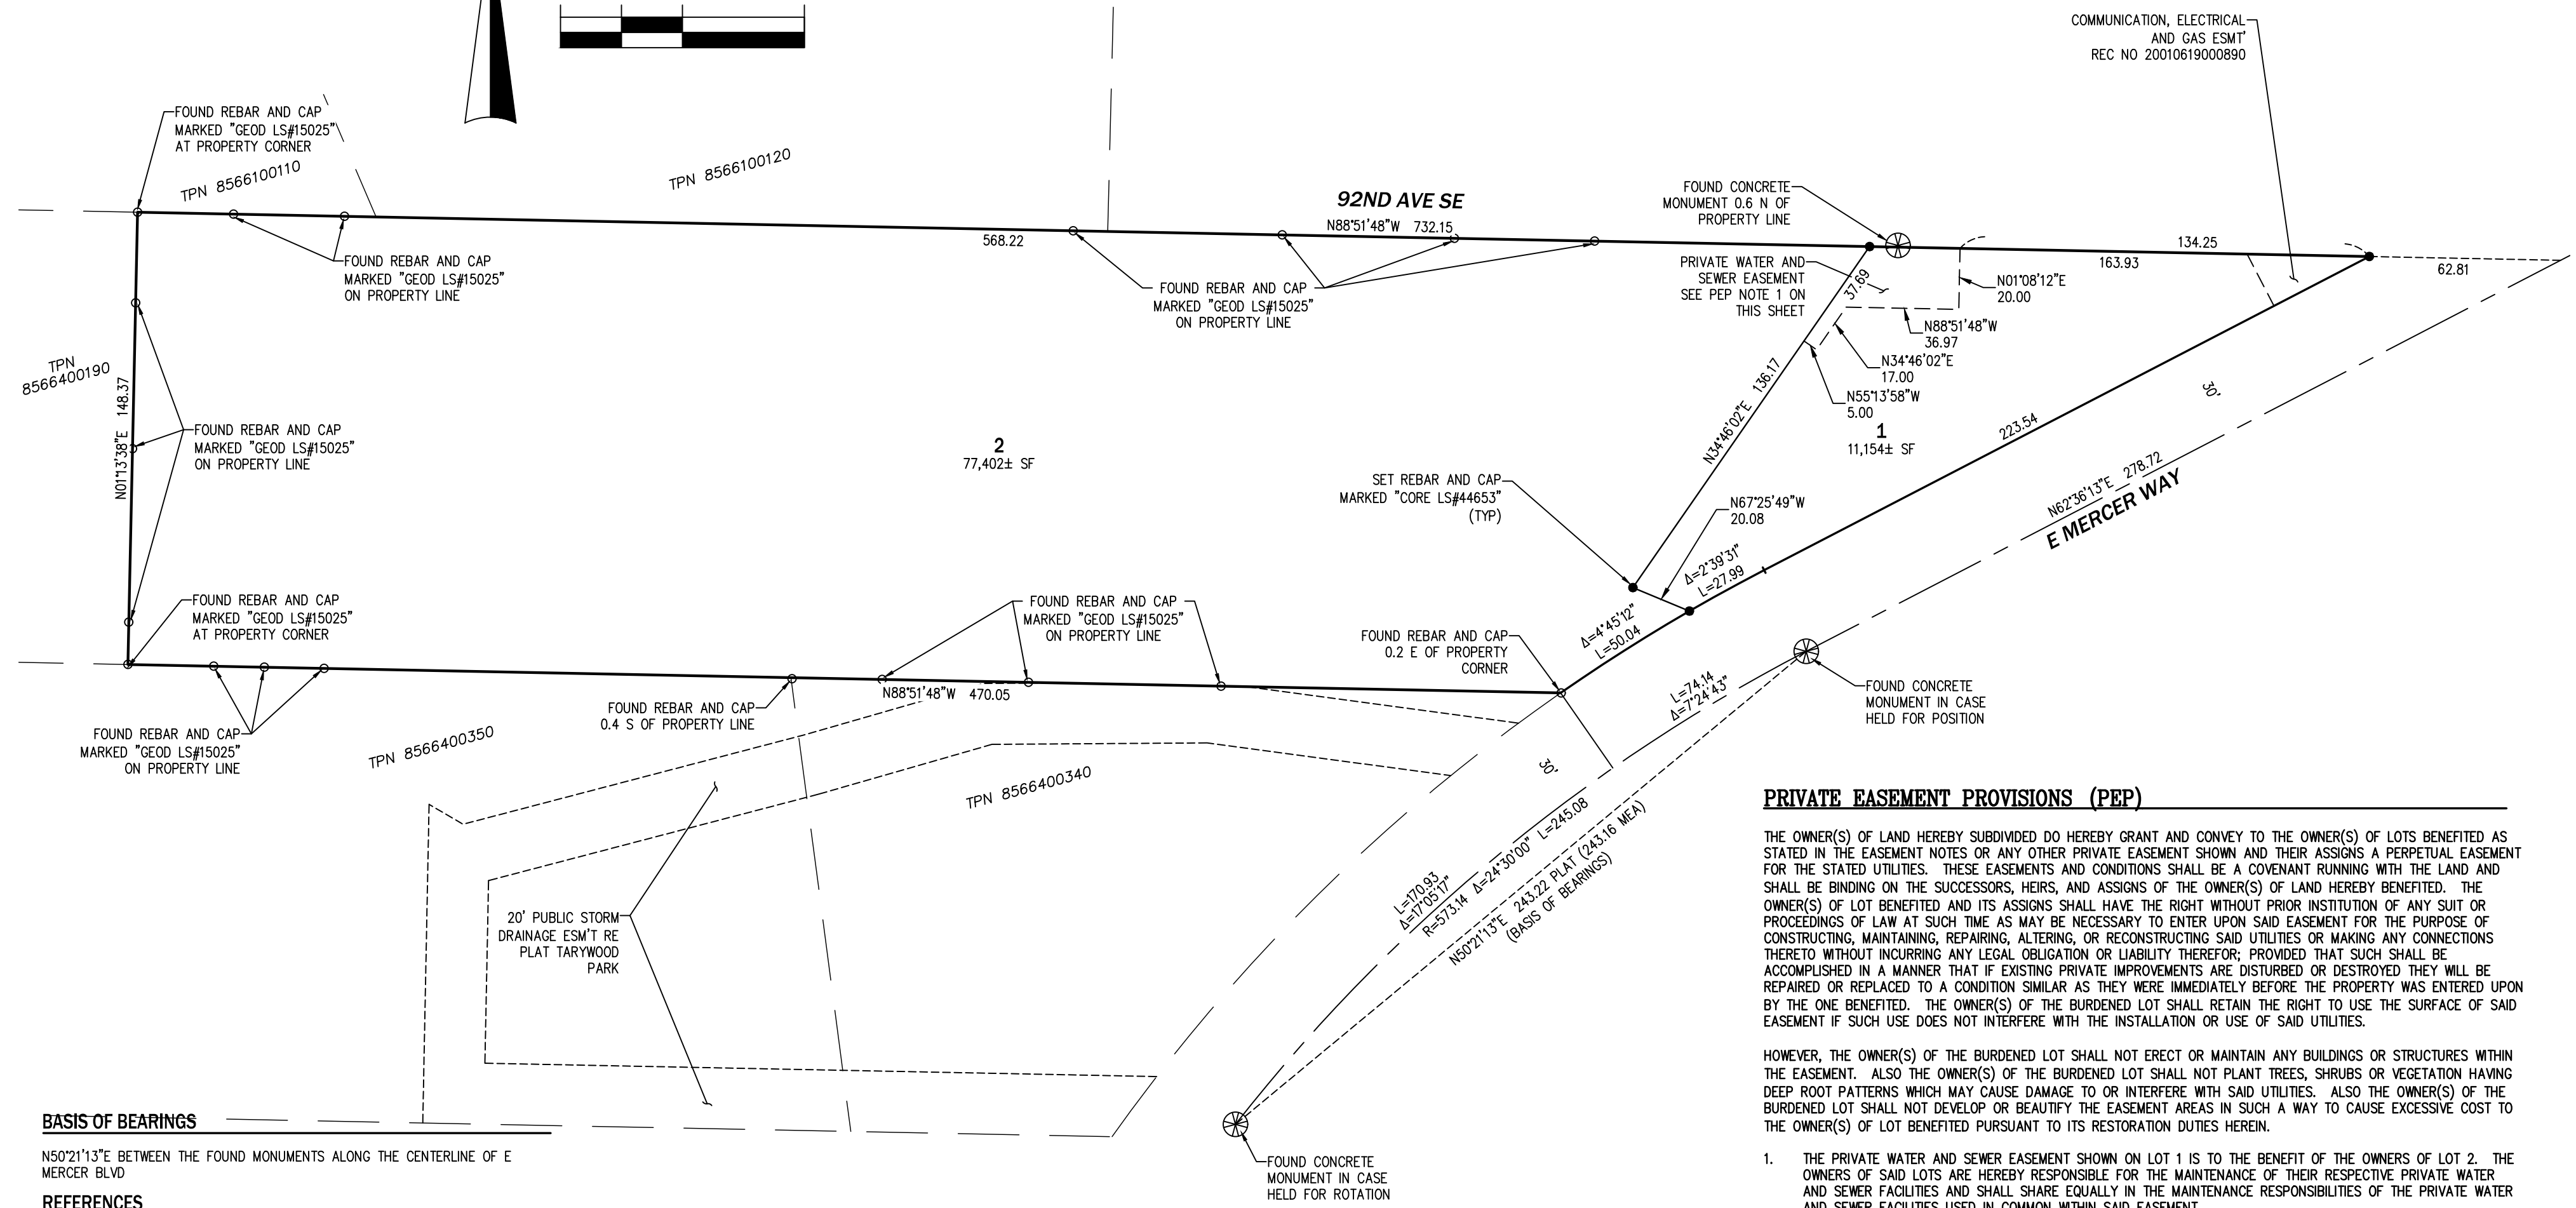 COMMUNICATION, ELECTRICAL
AND GAS ESMT'
REC NO 20010619000890
FOUND REBAR AND CAP
MARKED "GEOD LS#15025"
AT PROPERTY CORNER
TPN 8566100110
TPN 8566100120
92ND AVE SE
N88°51'48"W 732.15
568.22
FOUND CONCRETE
MONUMENT 0.6 N OF
PROPERTY LINE
134.25
163.93
62.81
FOUND REBAR AND CAP
MARKED "GEOD LS#15025"
ON PROPERTY LINE
FOUND REBAR AND CAP
MARKED "GEOD LS#15025"
ON PROPERTY LINE
PRIVATE WATER AND
SEWER EASEMENT
SEE PEP NOTE 1 ON
THIS SHEET
37.69
N01°08'12"E
20.00
N88°51'48"W
36.97
N34°46'02"E
17.00
N55°13'58"W
5.00
TPN
8566400190
N01°13'38"E 148.37
FOUND REBAR AND CAP
MARKED "GEOD LS#15025"
ON PROPERTY LINE
2
77,402± SF
N34°46'02"E 136.17
1
11,154± SF
223.54
30'
N62°36'13"E 278.72
E MERCER WAY
SET REBAR AND CAP
MARKED "CORE LS#44653"
(TYP)
N67°25'49"W
20.08
Δ=2°39'31"
L=27.99
Δ=4°45'12"
L=50.04
FOUND REBAR AND CAP
MARKED "GEOD LS#15025"
AT PROPERTY CORNER
FOUND REBAR AND CAP
MARKED "GEOD LS#15025"
ON PROPERTY LINE
FOUND REBAR AND CAP
0.2 E OF PROPERTY
CORNER
N88°51'48"W 470.05
FOUND REBAR AND CAP
0.4 S OF PROPERTY LINE
FOUND REBAR AND CAP
MARKED "GEOD LS#15025"
ON PROPERTY LINE
TPN 8566400350
TPN 8566400340
L=74.14
Δ=7°24'43"
FOUND CONCRETE
MONUMENT IN CASE
HELD FOR POSITION
30'
L=170.93
Δ=17°05'17"
R=573.14 Δ=24°30'00" L=245.08
N50°21'13"E 243.22 PLAT (243.16 MEA)
(BASIS OF BEARINGS)
20' PUBLIC STORM
DRAINAGE ESM'T RE
PLAT TARYWOOD
PARK
FOUND CONCRETE
MONUMENT IN CASE
HELD FOR ROTATION
BASIS OF BEARINGS
N50°21'13"E BETWEEN THE FOUND MONUMENTS ALONG THE CENTERLINE OF E
MERCER BLVD
REFERENCES
PRIVATE EASEMENT PROVISIONS (PEP)
THE OWNER(S) OF LAND HEREBY SUBDIVIDED DO HEREBY GRANT AND CONVEY TO THE OWNER(S) OF LOTS BENEFITED AS
STATED IN THE EASEMENT NOTES OR ANY OTHER PRIVATE EASEMENT SHOWN AND THEIR ASSIGNS A PERPETUAL EASEMENT
FOR THE STATED UTILITIES. THESE EASEMENTS AND CONDITIONS SHALL BE A COVENANT RUNNING WITH THE LAND AND
SHALL BE BINDING ON THE SUCCESSORS, HEIRS, AND ASSIGNS OF THE OWNER(S) OF LAND HEREBY BENEFITED. THE
OWNER(S) OF LOT BENEFITED AND ITS ASSIGNS SHALL HAVE THE RIGHT WITHOUT PRIOR INSTITUTION OF ANY SUIT OR
PROCEEDINGS OF LAW AT SUCH TIME AS MAY BE NECESSARY TO ENTER UPON SAID EASEMENT FOR THE PURPOSE OF
CONSTRUCTING, MAINTAINING, REPAIRING, ALTERING, OR RECONSTRUCTING SAID UTILITIES OR MAKING ANY CONNECTIONS
THERETO WITHOUT INCURRING ANY LEGAL OBLIGATION OR LIABILITY THEREFOR; PROVIDED THAT SUCH SHALL BE
ACCOMPLISHED IN A MANNER THAT IF EXISTING PRIVATE IMPROVEMENTS ARE DISTURBED OR DESTROYED THEY WILL BE
REPAIRED OR REPLACED TO A CONDITION SIMILAR AS THEY WERE IMMEDIATELY BEFORE THE PROPERTY WAS ENTERED UPON
BY THE ONE BENEFITED. THE OWNER(S) OF THE BURDENED LOT SHALL RETAIN THE RIGHT TO USE THE SURFACE OF SAID
EASEMENT IF SUCH USE DOES NOT INTERFERE WITH THE INSTALLATION OR USE OF SAID UTILITIES.
HOWEVER, THE OWNER(S) OF THE BURDENED LOT SHALL NOT ERECT OR MAINTAIN ANY BUILDINGS OR STRUCTURES WITHIN
THE EASEMENT. ALSO THE OWNER(S) OF THE BURDENED LOT SHALL NOT PLANT TREES, SHRUBS OR VEGETATION HAVING
DEEP ROOT PATTERNS WHICH MAY CAUSE DAMAGE TO OR INTERFERE WITH SAID UTILITIES. ALSO THE OWNER(S) OF THE
BURDENED LOT SHALL NOT DEVELOP OR BEAUTIFY THE EASEMENT AREAS IN SUCH A WAY TO CAUSE EXCESSIVE COST TO
THE OWNER(S) OF LOT BENEFITED PURSUANT TO ITS RESTORATION DUTIES HEREIN.
1. THE PRIVATE WATER AND SEWER EASEMENT SHOWN ON LOT 1 IS TO THE BENEFIT OF THE OWNERS OF LOT 2. THE
OWNERS OF SAID LOTS ARE HEREBY RESPONSIBLE FOR THE MAINTENANCE OF THEIR RESPECTIVE PRIVATE WATER
AND SEWER FACILITIES AND SHALL SHARE EQUALLY IN THE MAINTENANCE RESPONSIBILITIES OF THE PRIVATE WATER
AND SEWER FACILITIES USED IN COMMON WITHIN SAID EASEMENT.